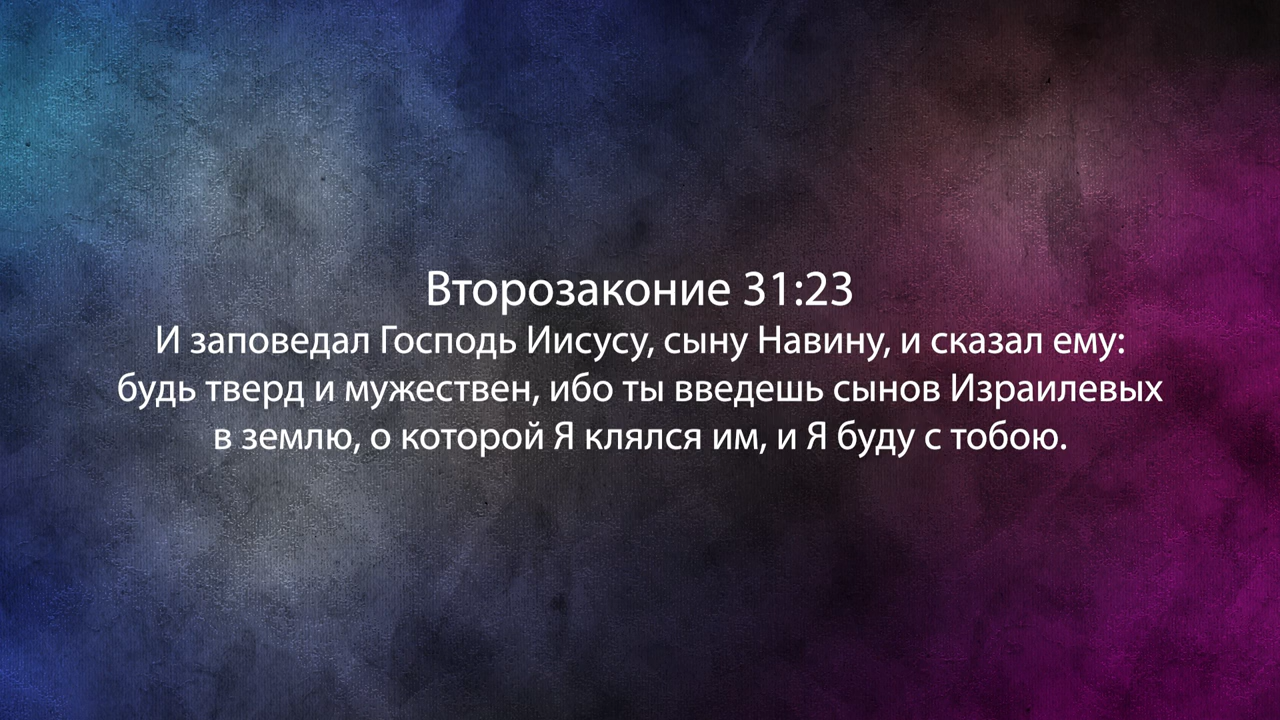 Второзаконие 31:23
И заповедал Господь Иисусу, сыну Навину, и сказал ему:
будь тверд и мужествен, ибо ты введешь сынов Израилевых
в землю, о которой Я клялся им, и Я буду с тобою.